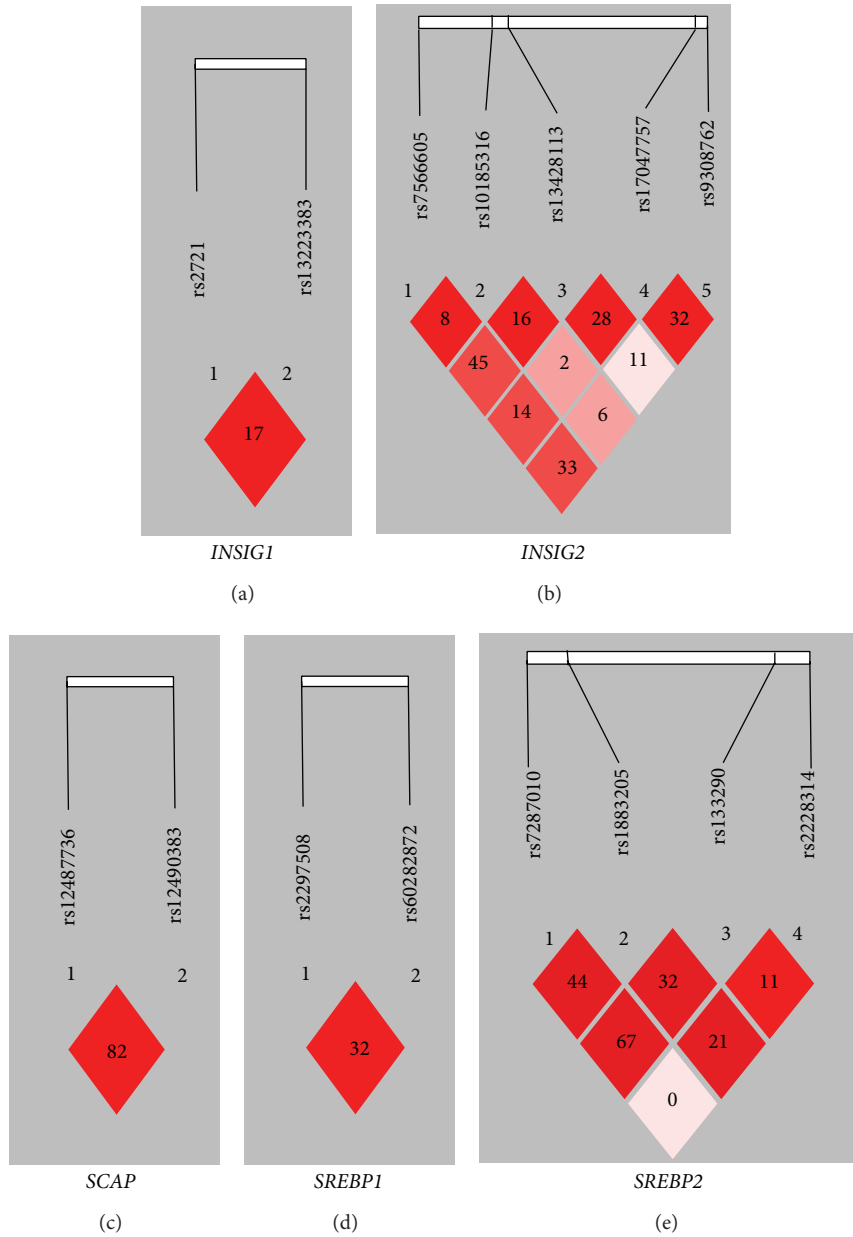 rs2721
rs13223383
1 2
17
INSIG1
(a)
rs7566605
rs10185316
rs13428113
rs17047757
rs9308762
1 2 3 4 5
8 16 28 32
45 2 11
14 6
33
INSIG2
(b)
rs12487736
rs12490383
1 2
82
SCAP
(c)
rs2297508
rs60282872
1 2
32
SREBP1
(d)
rs7287010
rs1883205
rs133290
rs2228314
1 2 3 4
44 32 11
67 21
0
SREBP2
(e)